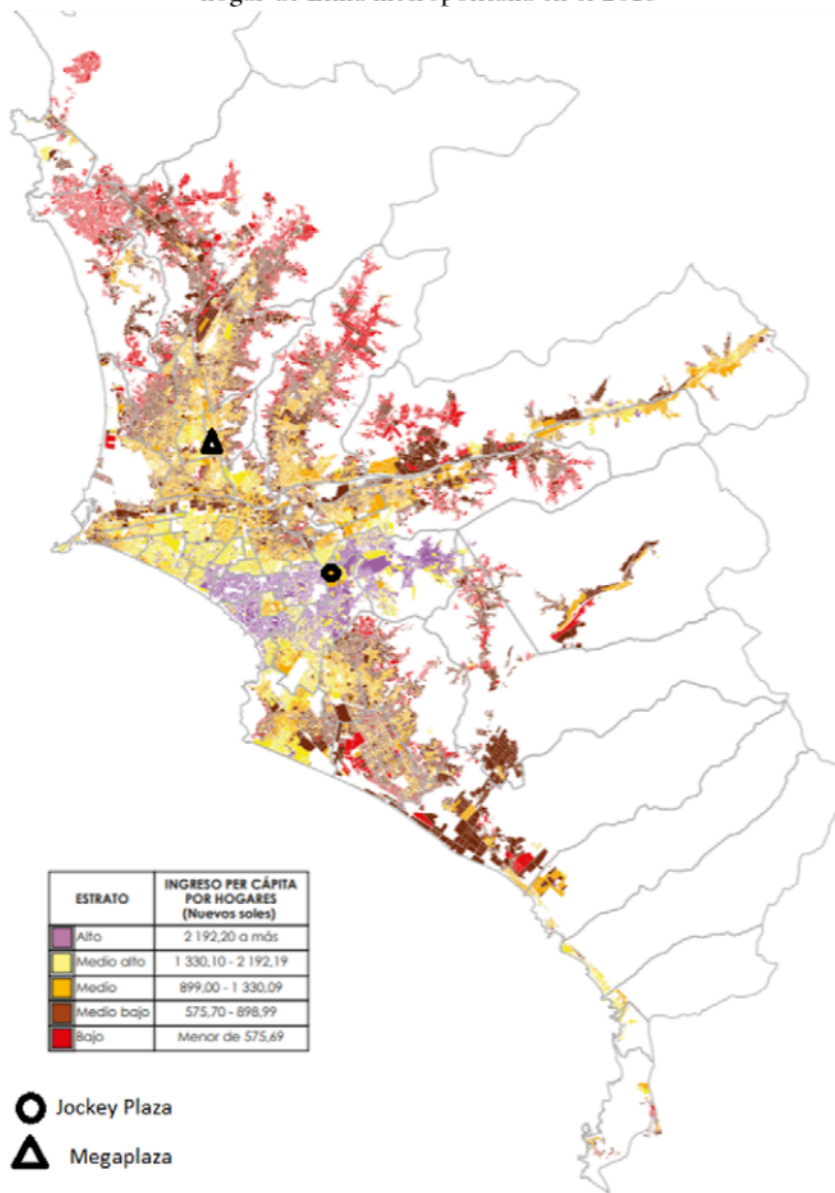 ESTRATO
INGRESO PER CÁPITA
POR HOGARES
(Nuevos soles)
Alto 2 192,20 a más
Medio alto 1 330,10 - 2 192,19
Medio 899,00 - 1 330,09
Medio bajo 575,70 - 898,99
Bajo Menor de 575,69
Jockey Plaza
Megaplaza